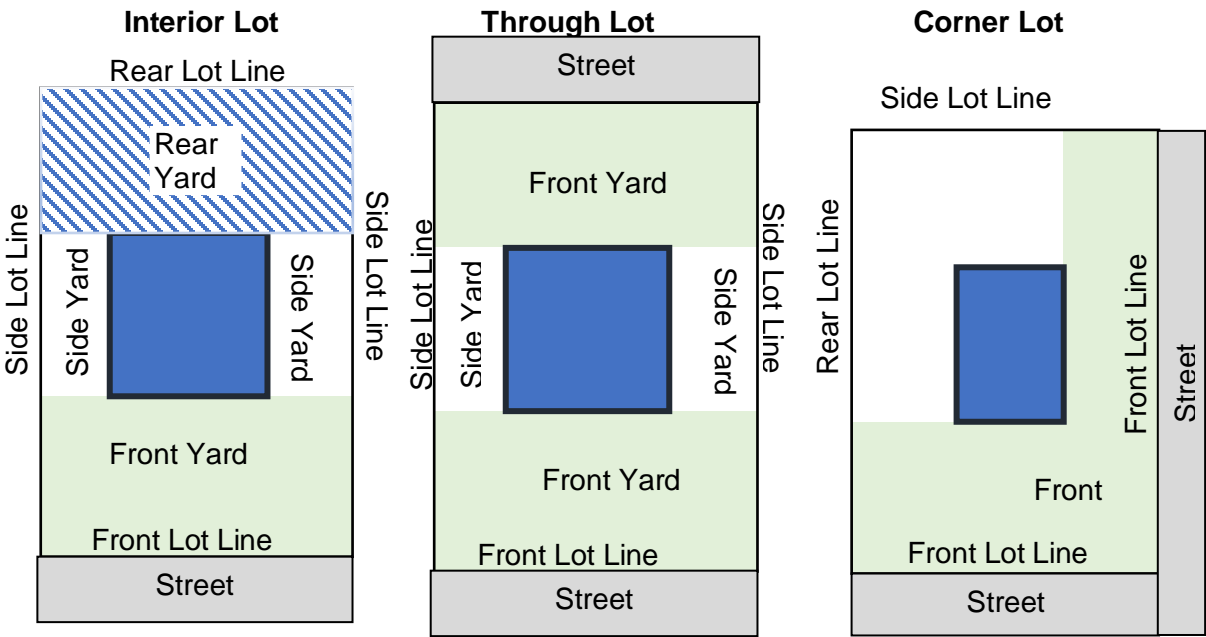 Interior Lot
Rear Lot Line
Rear
Yard
Side Lot Line
Side Yard
Side Yard
Side Lot Line
Front Yard
Front Lot Line
Street
Through Lot
Street
Front Yard
Side Lot Line
Side Yard
Side Yard
Side Lot Line
Front Yard
Front Lot Line
Street
Corner Lot
Side Lot Line
Rear Lot Line
Front Lot Line
Street
Front
Front Lot Line
Street